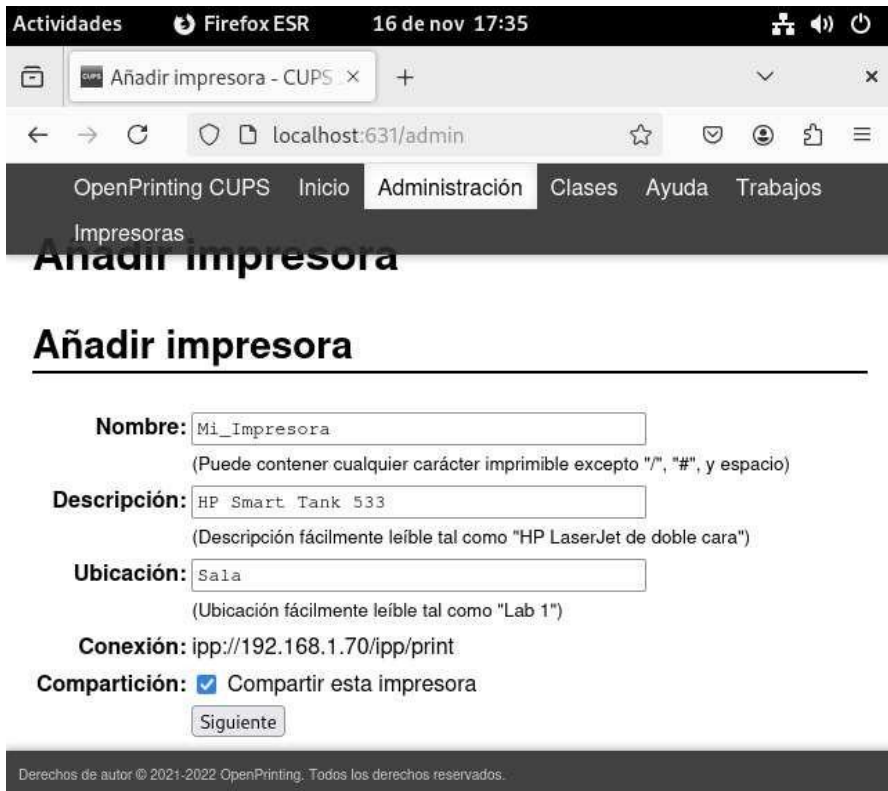 Actividades Firefox ESR 16 de nov 17:35
CUPS Añadir impresora - CUPS
localhost:631/admin
OpenPrinting CUPS Inicio Administración Clases Ayuda Trabajos
Impresoras
Añadir impresora
Añadir impresora
Nombre: Mi_Impresora
(Puede contener cualquier carácter imprimible excepto "/", "#", y espacio)
Descripción: HP Smart Tank 533
(Descripción fácilmente leíble tal como "HP LaserJet de doble cara")
Ubicación: Sala
(Ubicación fácilmente leíble tal como "Lab 1")
Conexión: ipp://192.168.1.70/ipp/print
Compartición: Compartir esta impresora
Siguiente
Derechos de autor © 2021-2022 OpenPrinting. Todos los derechos reservados.